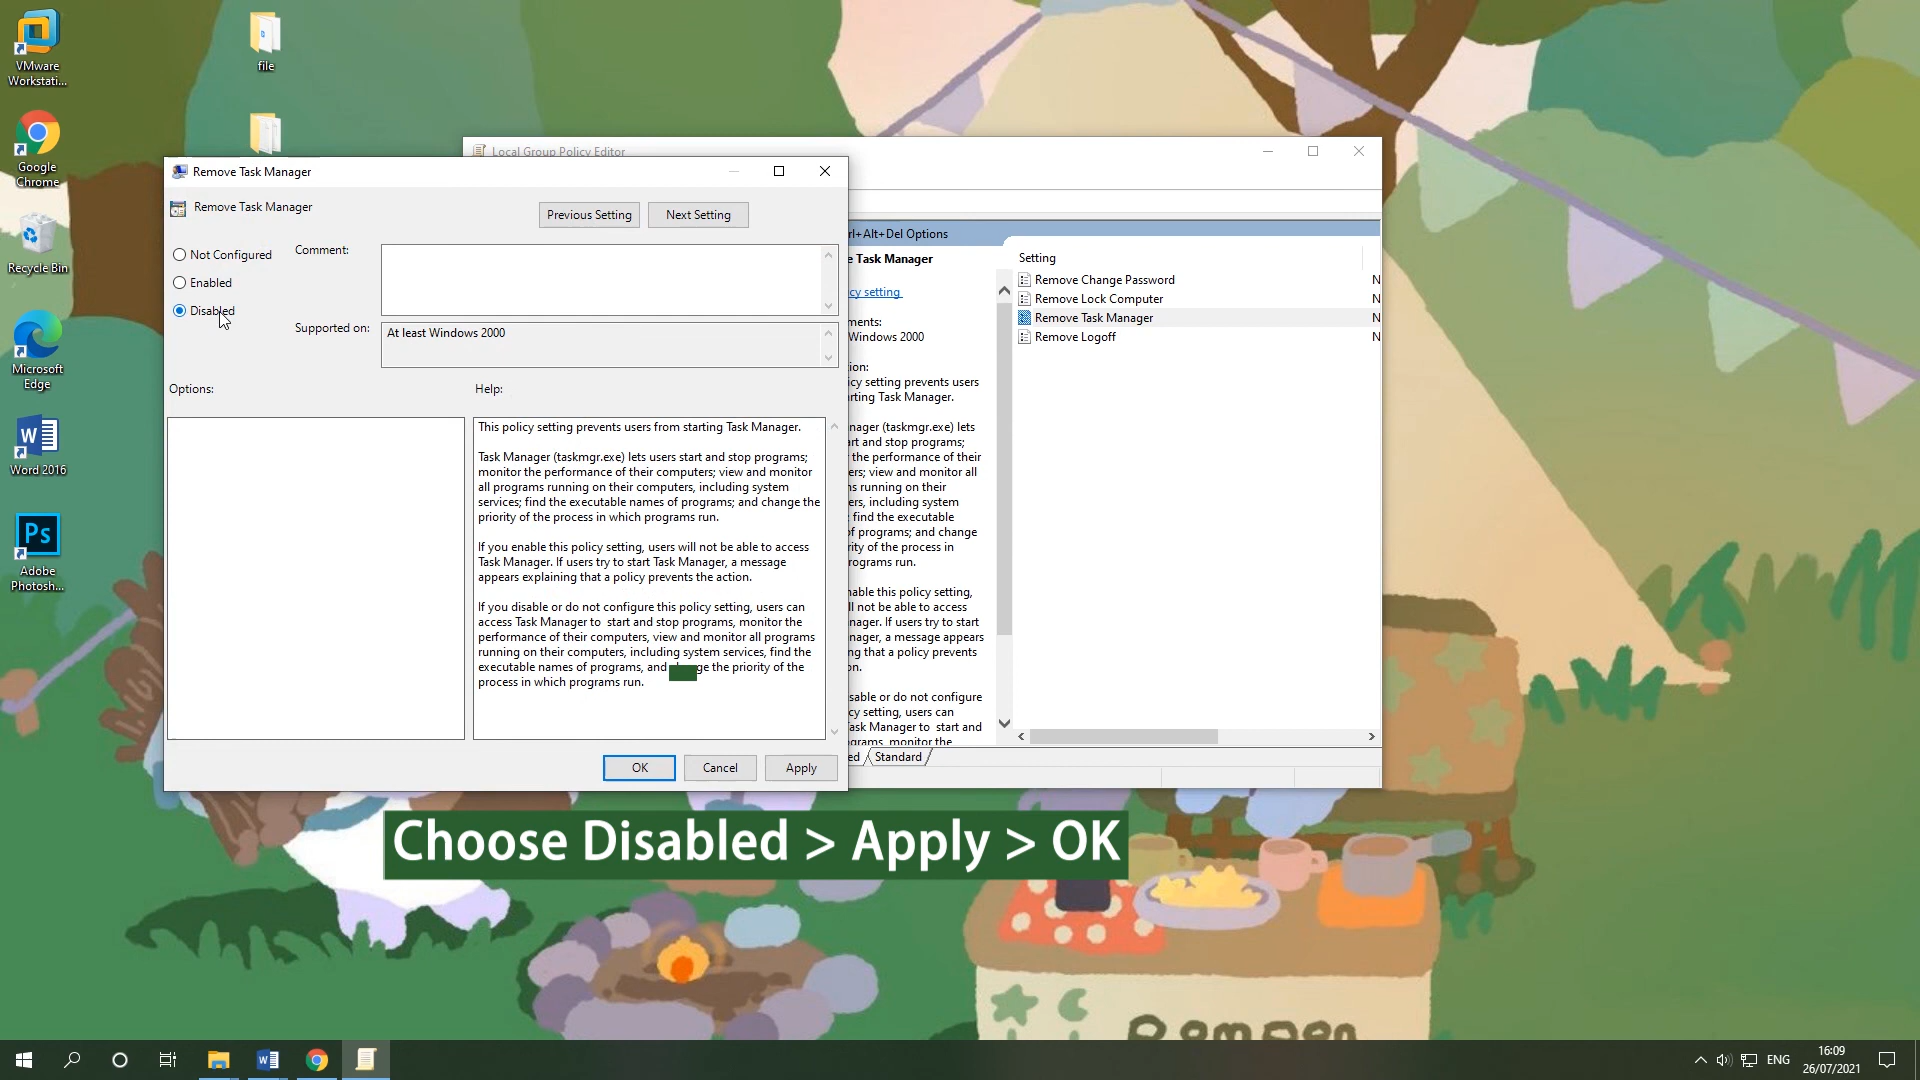 VMware
Workstati...
file
Google
Chrome
Recycle Bin
Microsoft
Edge
Word 2016
Ps
Adobe
Photosh...
Local Group Policy Editor
Remove Task Manager
Remove Task Manager
Previous Setting
Next Setting
Not Configured
Enabled
Disabled
Comment:
Supported on:
At least Windows 2000
Options:
Help:
This policy setting prevents users from starting Task Manager.
Task Manager (taskmgr.exe) lets users start and stop programs;
monitor the performance of their computers; view and monitor
all programs running on their computers, including system
services; find the executable names of programs; and change the
priority of the process in which programs run.
If you enable this policy setting, users will not be able to access
Task Manager. If users try to start Task Manager, a message
appears explaining that a policy prevents the action.
If you disable or do not configure this policy setting, users can
access Task Manager to  start and stop programs, monitor the
performance of their computers, view and monitor all programs
running on their computers, including system services, find the
executable names of programs, and change the priority of the
process in which programs run.
OK
Cancel
Apply
rl+Alt+Del Options
e Task Manager
cy setting
ments:
Windows 2000
ion:
icy setting prevents users
rting Task Manager.
nager (taskmgr.exe) lets
art and stop programs;
the performance of their
ers; view and monitor all
ns running on their
ers, including system
; find the executable
of programs; and change
rity of the process in
rograms run.
nable this policy setting,
ll not be able to access
nager. If users try to start
nager, a message appears
ng that a policy prevents
on.
sable or do not configure
cy setting, users can
ask Manager to  start and
grams, monitor the
ed
Standard
Setting
Remove Change Password
N
Remove Lock Computer
N
Remove Task Manager
N
Remove Logoff
N
Choose Disabled > Apply > OK
ENG
16:09
26/07/2021